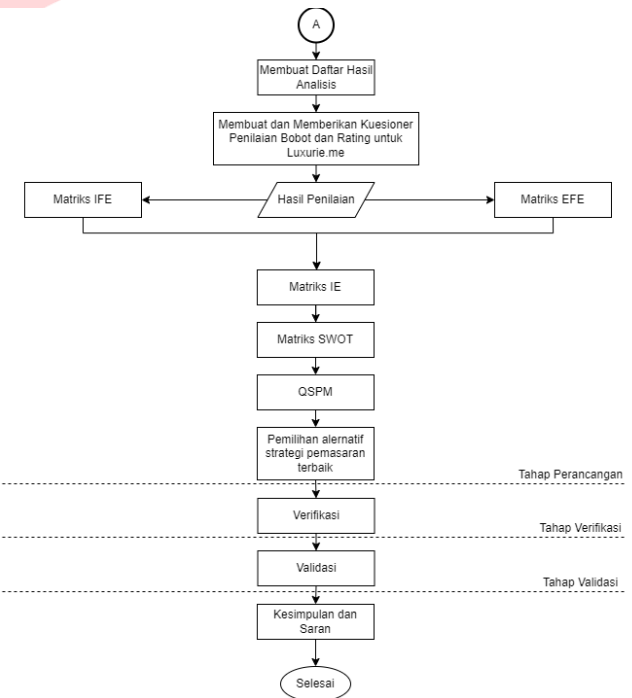 A
Membuat Daftar Hasil
Analisis
Membuat dan Memberikan Kuesioner
Penilaian Bobot dan Rating untuk
Luxurie.me
Matriks IFE
Hasil Penilaian
Matriks EFE
Matriks IE
Matriks SWOT
QSPM
Pemilihan alernatif
strategi pemasaran
terbaik
Tahap Perancangan
Verifikasi
Tahap Verifikasi
Validasi
Tahap Validasi
Kesimpulan dan
Saran
Selesai